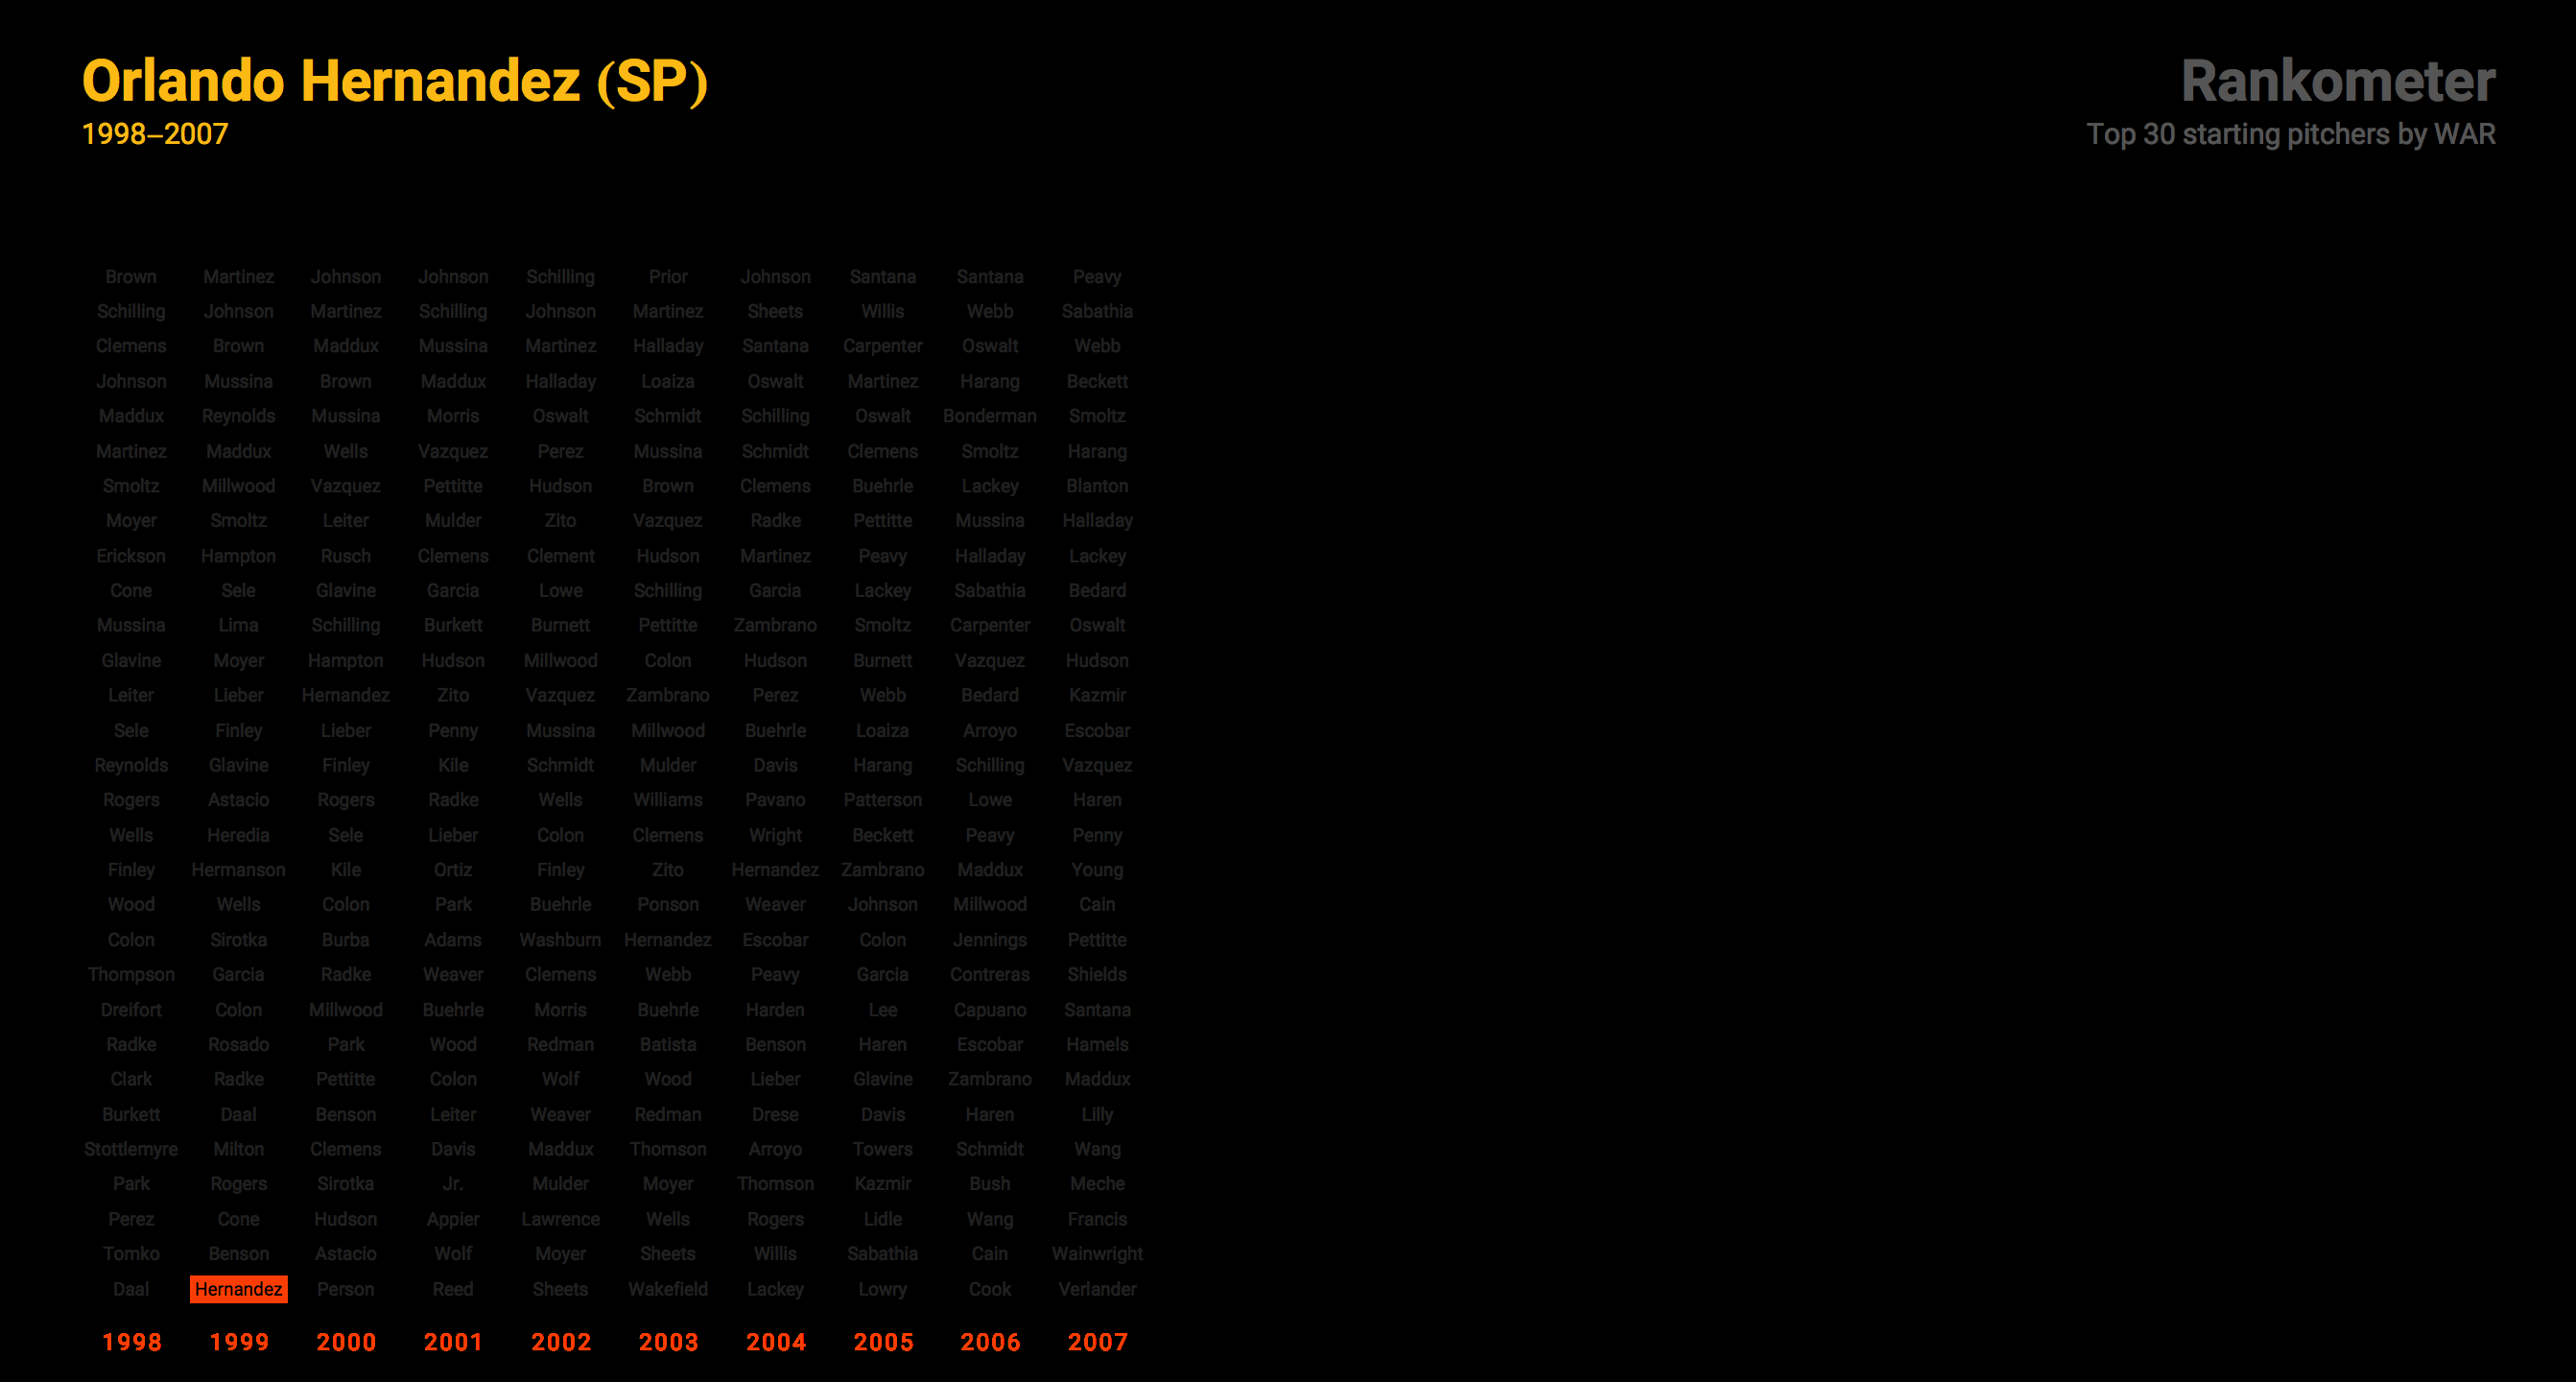 Orlando Hernandez (SP)
1998–2007
Rankometer
Top 30 starting pitchers by WAR
Brown Martinez Johnson Johnson Schilling Prior Johnson Santana Santana Peavy
Schilling Johnson Martinez Schilling Johnson Martinez Sheets Willis Webb Sabathia
Clemens Brown Maddux Mussina Martinez Halladay Santana Carpenter Oswalt Webb
Johnson Mussina Brown Maddux Halladay Loaiza Oswalt Martinez Harang Beckett
Maddux Reynolds Mussina Morris Oswalt Schmidt Schilling Oswalt Bonderman Smoltz
Martinez Maddux Wells Vazquez Perez Mussina Schmidt Clemens Smoltz Harang
Smoltz Millwood Vazquez Pettitte Hudson Brown Clemens Buehrle Lackey Blanton
Moyer Smoltz Leiter Mulder Zito Vazquez Radke Pettitte Mussina Halladay
Erickson Hampton Rusch Clemens Clement Hudson Martinez Peavy Halladay Lackey
Cone Sele Glavine Garcia Lowe Schilling Garcia Lackey Sabathia Bedard
Mussina Lima Schilling Burkett Burnett Pettitte Zambrano Smoltz Carpenter Oswalt
Glavine Moyer Hampton Hudson Millwood Colon Hudson Burnett Vazquez Hudson
Leiter Lieber Hernandez Zito Vazquez Zambrano Perez Webb Bedard Kazmir
Sele Finley Lieber Penny Mussina Millwood Buehrle Loaiza Arroyo Escobar
Reynolds Glavine Finley Kile Schmidt Mulder Davis Harang Schilling Vazquez
Rogers Astacio Rogers Radke Wells Williams Pavano Patterson Lowe Haren
Wells Heredia Sele Lieber Colon Clemens Wright Beckett Peavy Penny
Finley Hermanson Kile Ortiz Finley Zito Hernandez Zambrano Maddux Young
Wood Wells Colon Park Buehrle Ponson Weaver Johnson Millwood Cain
Colon Sirotka Burba Adams Washburn Hernandez Escobar Colon Jennings Pettitte
Thompson Garcia Radke Weaver Clemens Webb Peavy Garcia Contreras Shields
Dreifort Colon Millwood Buehrle Morris Buehrle Harden Lee Capuano Santana
Radke Rosado Park Wood Redman Batista Benson Haren Escobar Hamels
Clark Radke Pettitte Colon Wolf Wood Lieber Glavine Zambrano Maddux
Burkett Daal Benson Leiter Weaver Redman Drese Davis Haren Lilly
Stottlemyre Milton Clemens Davis Maddux Thomson Arroyo Towers Schmidt Wang
Park Rogers Sirotka Jr. Mulder Moyer Thomson Kazmir Bush Meche
Perez Cone Hudson Appier Lawrence Wells Rogers Lidle Wang Francis
Tomko Benson Astacio Wolf Moyer Sheets Willis Sabathia Cain Wainwright
Daal Hernandez Person Reed Sheets Wakefield Lackey Lowry Cook Verlander
1998 1999 2000 2001 2002 2003 2004 2005 2006 2007